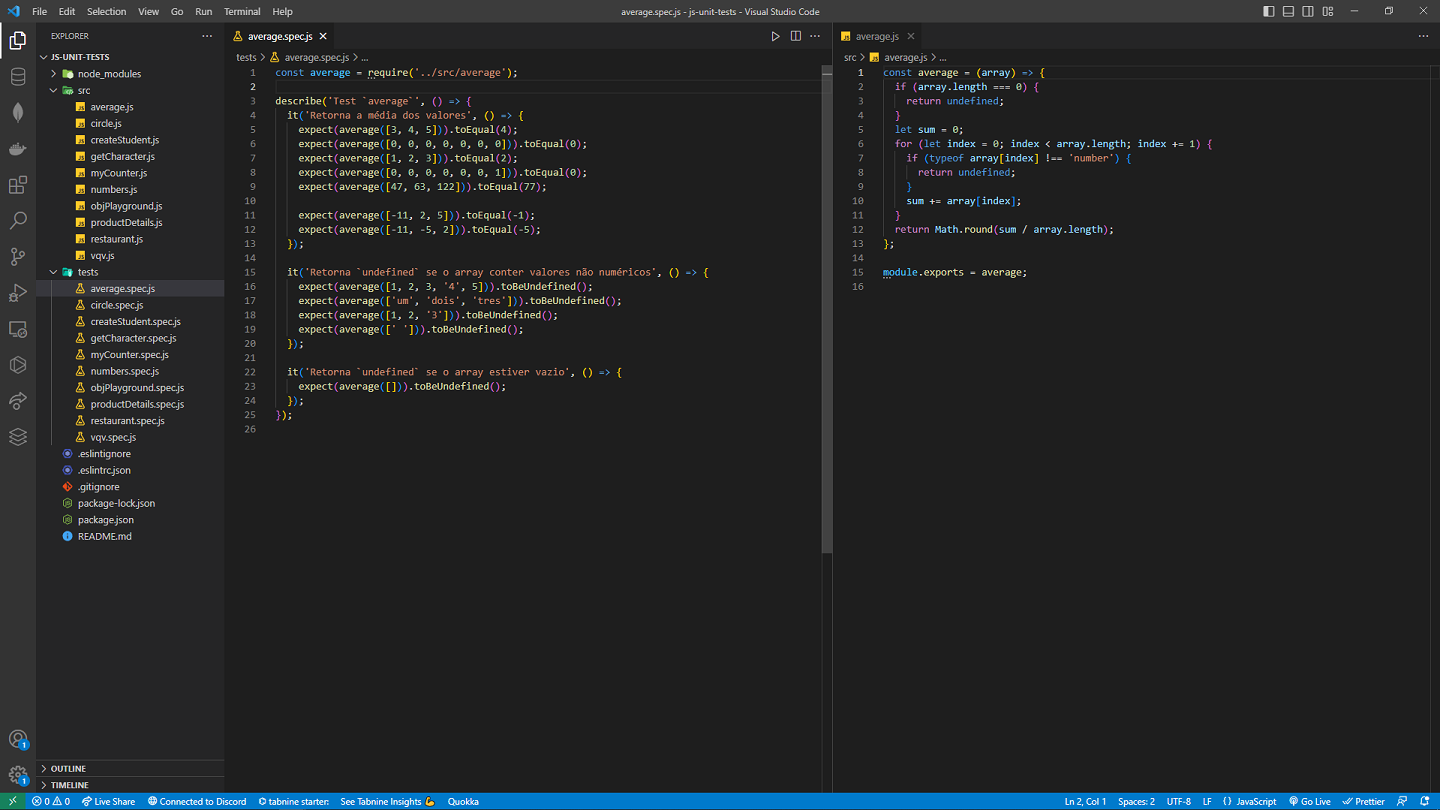 File Edit Selection View Go Run Terminal Help average.spec.js - js-unit-tests - Visual Studio Code
EXPLORER
JS-UNIT-TESTS
node_modules
src
average.js
circle.js
createStudent.js
getCharacter.js
myCounter.js
numbers.js
objPlayground.js
productDetails.js
restaurant.js
vqv.js
tests
average.spec.js
circle.spec.js
createStudent.spec.js
getCharacter.spec.js
myCounter.spec.js
numbers.spec.js
objPlayground.spec.js
productDetails.spec.js
restaurant.spec.js
vqv.spec.js
.eslintignore
.eslintrc.json
.gitignore
package-lock.json
package.json
README.md
OUTLINE
TIMELINE
1
1
average.spec.js
tests > average.spec.js > ...
1 const average = require('../src/average');
2
3 describe('Test `average`', () => {
4 it('Retorna a média dos valores', () => {
5 expect(average([3, 4, 5])).toEqual(4);
6 expect(average([0, 0, 0, 0, 0, 0, 0])).toEqual(0);
7 expect(average([1, 2, 3])).toEqual(2);
8 expect(average([0, 0, 0, 0, 0, 0, 1])).toEqual(0);
9 expect(average([47, 63, 122])).toEqual(77);
10
11 expect(average([-11, 2, 5])).toEqual(-1);
12 expect(average([-11, -5, 2])).toEqual(-5);
13 });
14
15 it('Retorna `undefined` se o array conter valores não numéricos', () => {
16 expect(average([1, 2, 3, '4', 5])).toBeUndefined();
17 expect(average(['um', 'dois', 'tres'])).toBeUndefined();
18 expect(average([1, 2, '3'])).toBeUndefined();
19 expect(average([' '])).toBeUndefined();
20 });
21
22 it('Retorna `undefined` se o array estiver vazio', () => {
23 expect(average([])).toBeUndefined();
24 });
25 });
26
average.js
src > average.js > ...
1 const average = (array) => {
2 if (array.length === 0) {
3 return undefined;
4 }
5 let sum = 0;
6 for (let index = 0; index < array.length; index += 1) {
7 if (typeof array[index] !== 'number') {
8 return undefined;
9 }
10 sum += array[index];
11 }
12 return Math.round(sum / array.length);
13 };
14
15 module.exports = average;
16
0 0 Live Share Connected to Discord tabnine starter: See Tabnine Insights 💪 Quokka Ln 2, Col 1 Spaces: 2 UTF-8 LF {} JavaScript Go Live Prettier